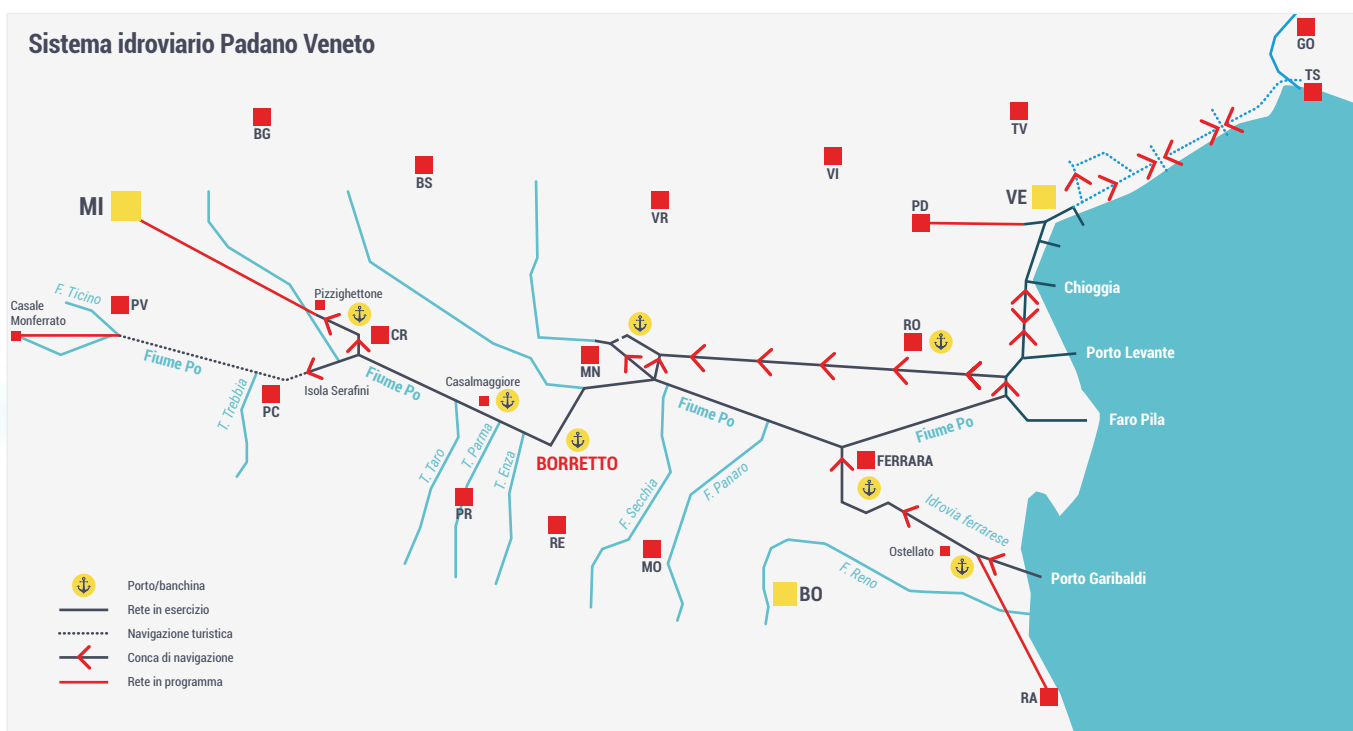 Sistema idroviario Padano Veneto
GO
TS
BG
TV
BS
VI
MI
VR
PD
VE
F. Ticino
PV
Casale
Monferrato
Pizzighettone
CR
Chioggia
RO
Fiume Po
MN
Porto Levante
Isola Serafini
Fiume Po
Casalmaggiore
T. Trebbia
PC
Fiume Po
Fiume Po
Faro Pila
BORRETTO
FERRARA
T. Taro
T. Parma
T. Enza
F. Secchia
F. Panaro
PR
RE
MO
Idrovia ferrarese
Ostellato
F. Reno
Porto Garibaldi
BO
RA
Porto/banchina
Rete in esercizio
Navigazione turistica
Conca di navigazione
Rete in programma